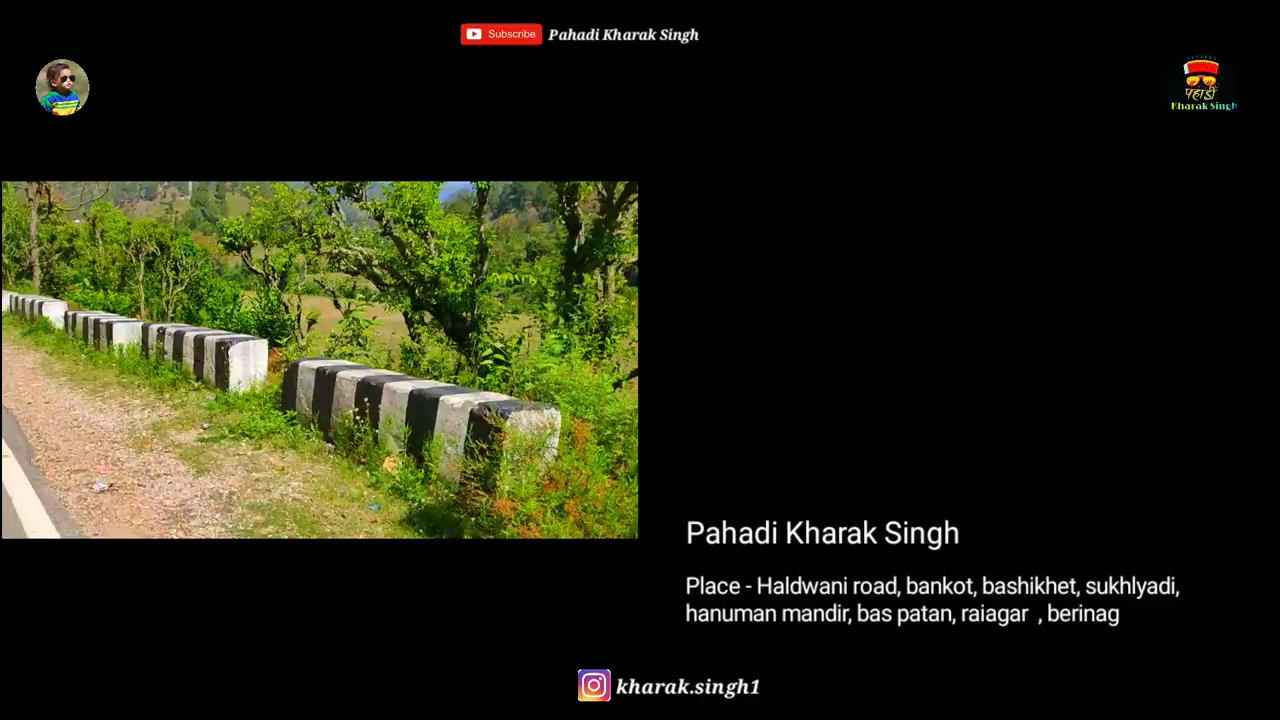 Subscribe Pahadi Kharak Singh
पहाडी
Kharak Singh
Pahadi Kharak Singh
Place - Haldwani road, bankot, bashikhet, sukhlyadi,
hanuman mandir, bas patan, raiagar , berinag
kharak.singh1